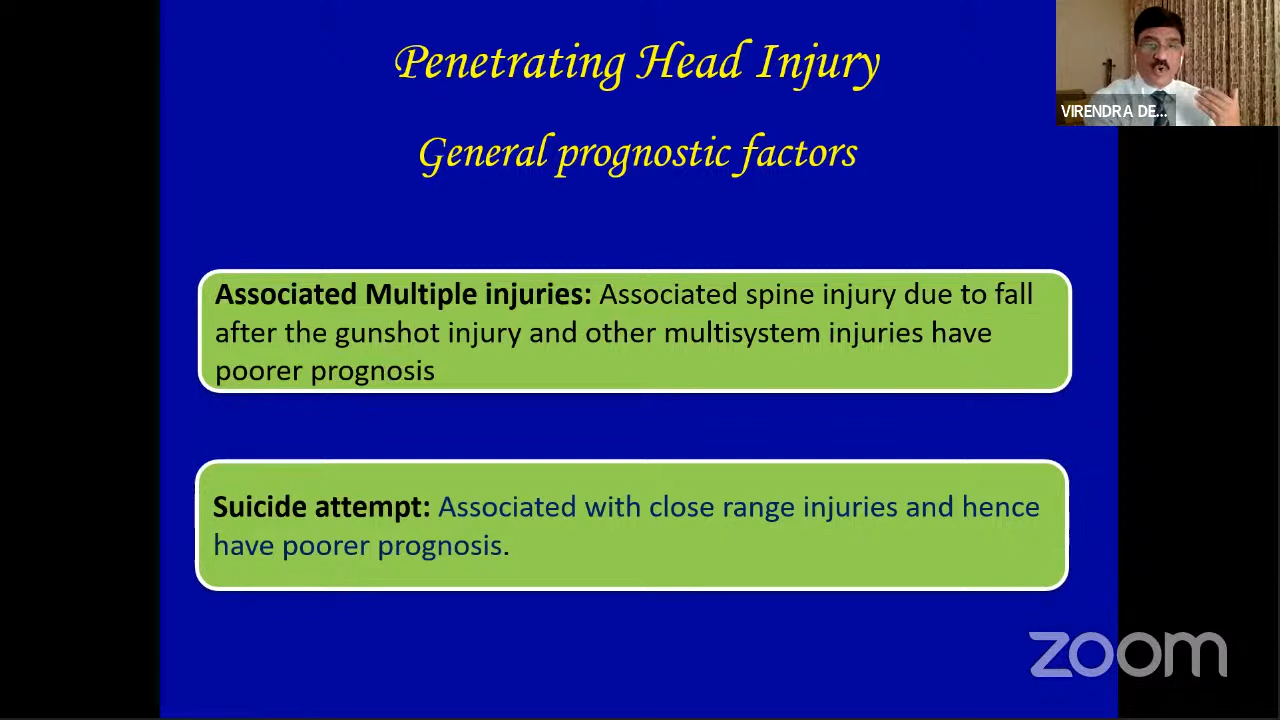 Penetrating Head Injury
General prognostic factors
VIRENDRA DE...
Associated Multiple injuries: Associated spine injury due to fall
after the gunshot injury and other multisystem injuries have
poorer prognosis
Suicide attempt: Associated with close range injuries and hence
have poorer prognosis.
zoom